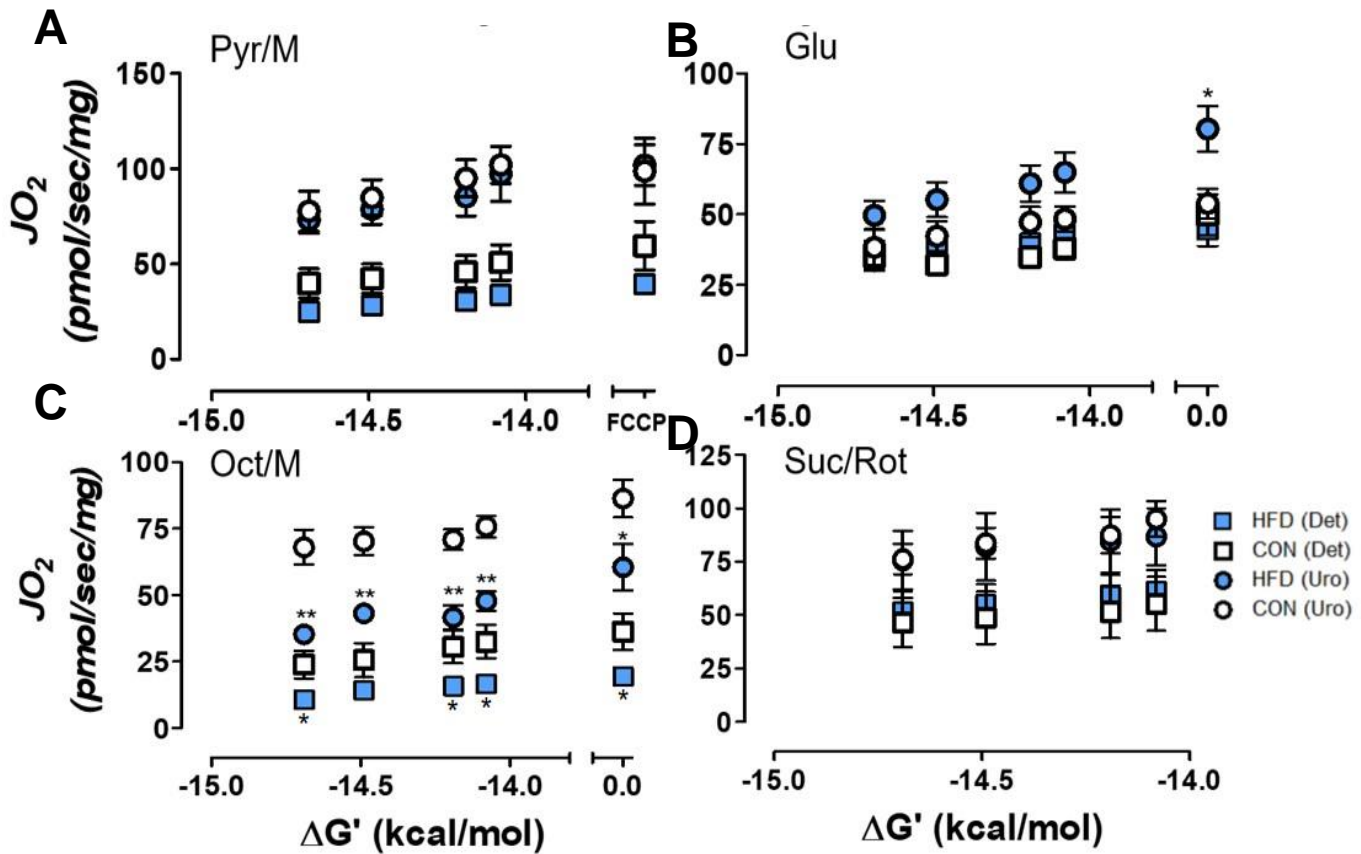 A
Pyr/M
150
100
50
0
JO2
(pmol/sec/mg)
-15.0 -14.5 -14.0 FCCP
B
Glu
100
75
50
25
0
*
-15.0 -14.5 -14.0 0.0
C
Oct/M
100
75
50
25
0
JO2
(pmol/sec/mg)
** ** ** ** *
* * * *
-15.0 -14.5 -14.0 0.0
ΔG' (kcal/mol)
D
Suc/Rot
125
100
75
50
25
0
-15.0 -14.5 -14.0
ΔG' (kcal/mol)
HFD (Det)
CON (Det)
HFD (Uro)
CON (Uro)